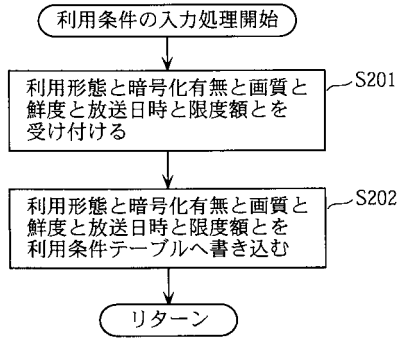 利用条件の入力処理開始
利用形態と暗号化有無と画質と
鮮度と放送日時と限度額とを
受け付ける
S201
利用形態と暗号化有無と画質と
鮮度と放送日時と限度額とを
利用条件テーブルへ書き込む
S202
リターン